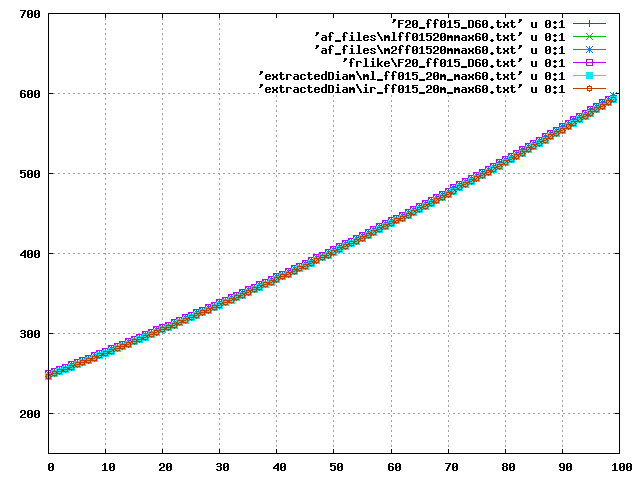 700
600
500
400
300
200
'F20_ff015_D60.txt' u 0:1
'af_files\mlff01520mmax60.txt' u 0:1
'af_files\m2ff01520mmax60.txt' u 0:1
'frlike\F20_ff015_D60.txt' u 0:1
'extractedDiam\ml_ff015_20m_max60.txt' u 0:1
'extractedDiam\ir_ff015_20m_max60.txt' u 0:1
0 10 20 30 40 50 60 70 80 90 100